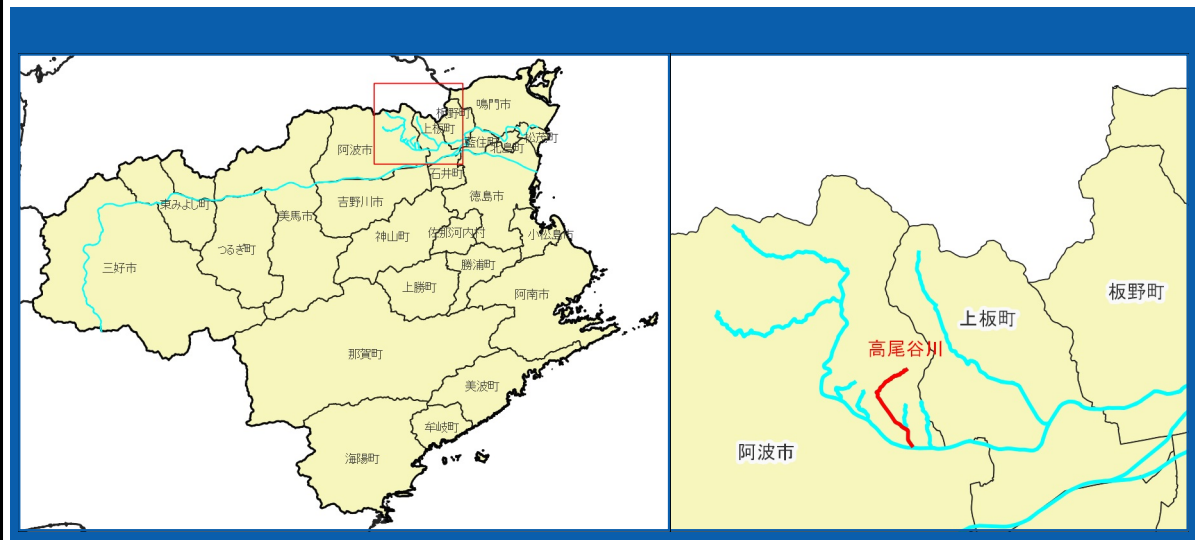 鳴門市
板野町
上板町
松茂町
藍住町
北島町
阿波市
石井町
徳島市
吉野川市
東みよし町
美馬市
神山町
佐那河内村
小松島市
つるぎ町
勝浦町
三好市
上勝町
阿南市
那賀町
美波町
牟岐町
海陽町
板野町
上板町
高尾谷川
阿波市